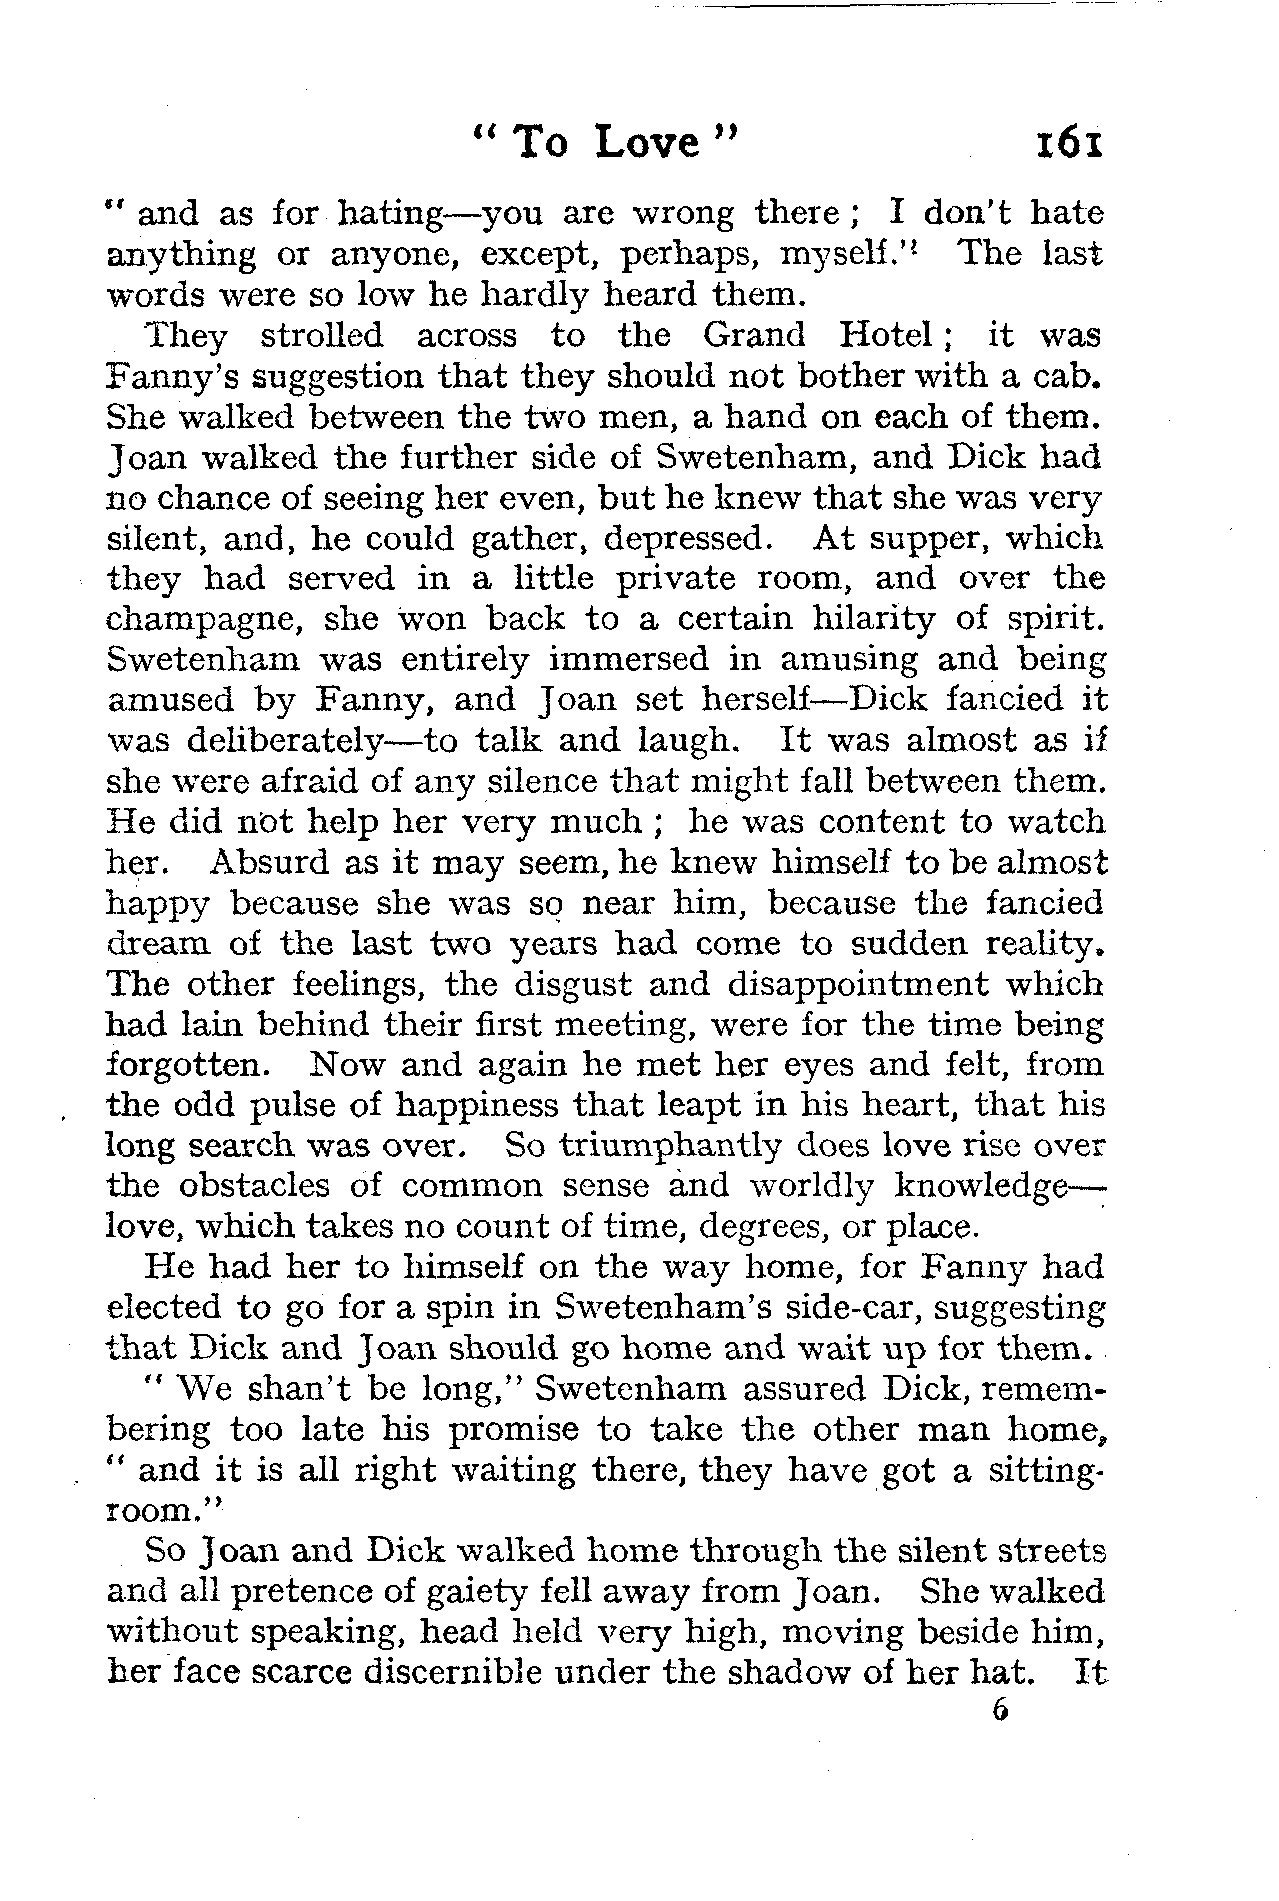 “ To Love ” 161
“ and as for hating—you are wrong there ; I don't hate
anything or anyone, except, perhaps, myself.” The last
words were so low he hardly heard them.
They strolled across to the Grand Hotel ; it was
Fanny's suggestion that they should not bother with a cab.
She walked between the two men, a hand on each of them.
Joan walked the further side of Swetenham, and Dick had
no chance of seeing her even, but he knew that she was very
silent, and, he could gather, depressed. At supper, which
they had served in a little private room, and over the
champagne, she won back to a certain hilarity of spirit.
Swetenham was entirely immersed in amusing and being
amused by Fanny, and Joan set herself—Dick fancied it
was deliberately—to talk and laugh. It was almost as if
she were afraid of any silence that might fall between them.
He did not help her very much ; he was content to watch
her. Absurd as it may seem, he knew himself to be almost
happy because she was so near him, because the fancied
dream of the last two years had come to sudden reality.
The other feelings, the disgust and disappointment which
had lain behind their first meeting, were for the time being
forgotten. Now and again he met her eyes and felt, from
the odd pulse of happiness that leapt in his heart, that his
long search was over. So triumphantly does love rise over
the obstacles of common sense and worldly knowledge—
love, which takes no count of time, degrees, or place.
He had her to himself on the way home, for Fanny had
elected to go for a spin in Swetenham's side-car, suggesting
that Dick and Joan should go home and wait up for them.
“ We shan't be long,” Swetenham assured Dick, remem-
bering too late his promise to take the other man home,
“ and it is all right waiting there, they have got a sitting-
room.”
So Joan and Dick walked home through the silent streets
and all pretence of gaiety fell away from Joan. She walked
without speaking, head held very high, moving beside him,
her face scarce discernible under the shadow of her hat. It
6